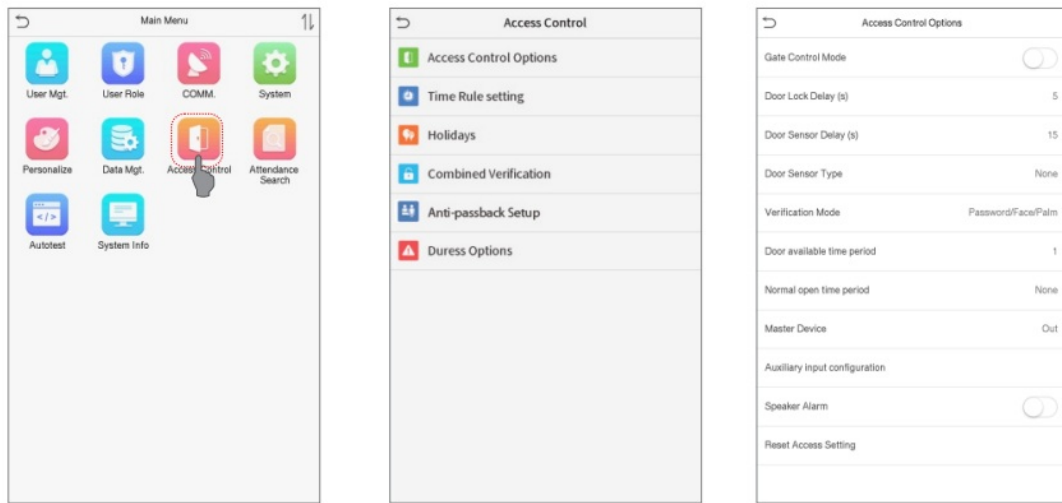 Main Menu
User Mgt.
User Role
COMM.
System
Personalize
Data Mgt.
Access Control
Attendance
Search
Autotest
System Info
Access Control
Access Control Options
Time Rule setting
Holidays
Combined Verification
Anti-passback Setup
Duress Options
Access Control Options
Gate Control Mode
Door Lock Delay (s) 5
Door Sensor Delay (s) 15
Door Sensor Type None
Verification Mode Password/Face/Palm
Door available time period 1
Normal open time period None
Master Device Out
Auxiliary input configuration
Speaker Alarm
Reset Access Setting